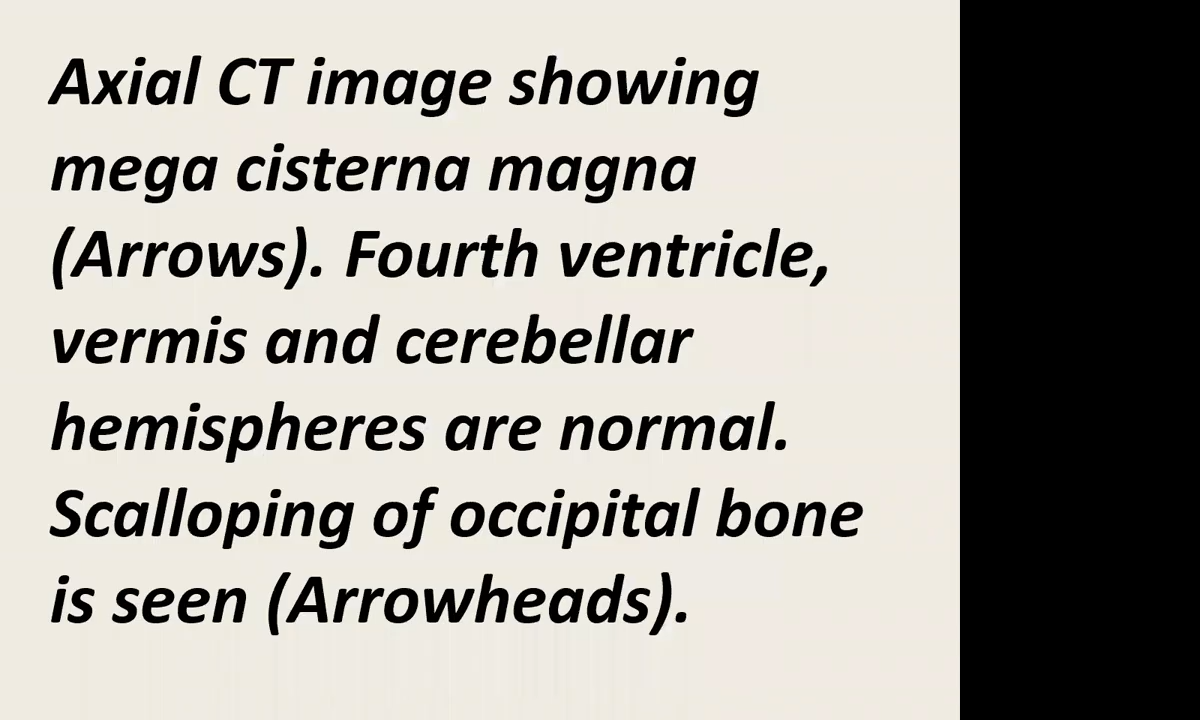 Axial CT image showing
mega cisterna magna
(Arrows). Fourth ventricle,
vermis and cerebellar
hemispheres are normal.
Scalloping of occipital bone
is seen (Arrowheads).